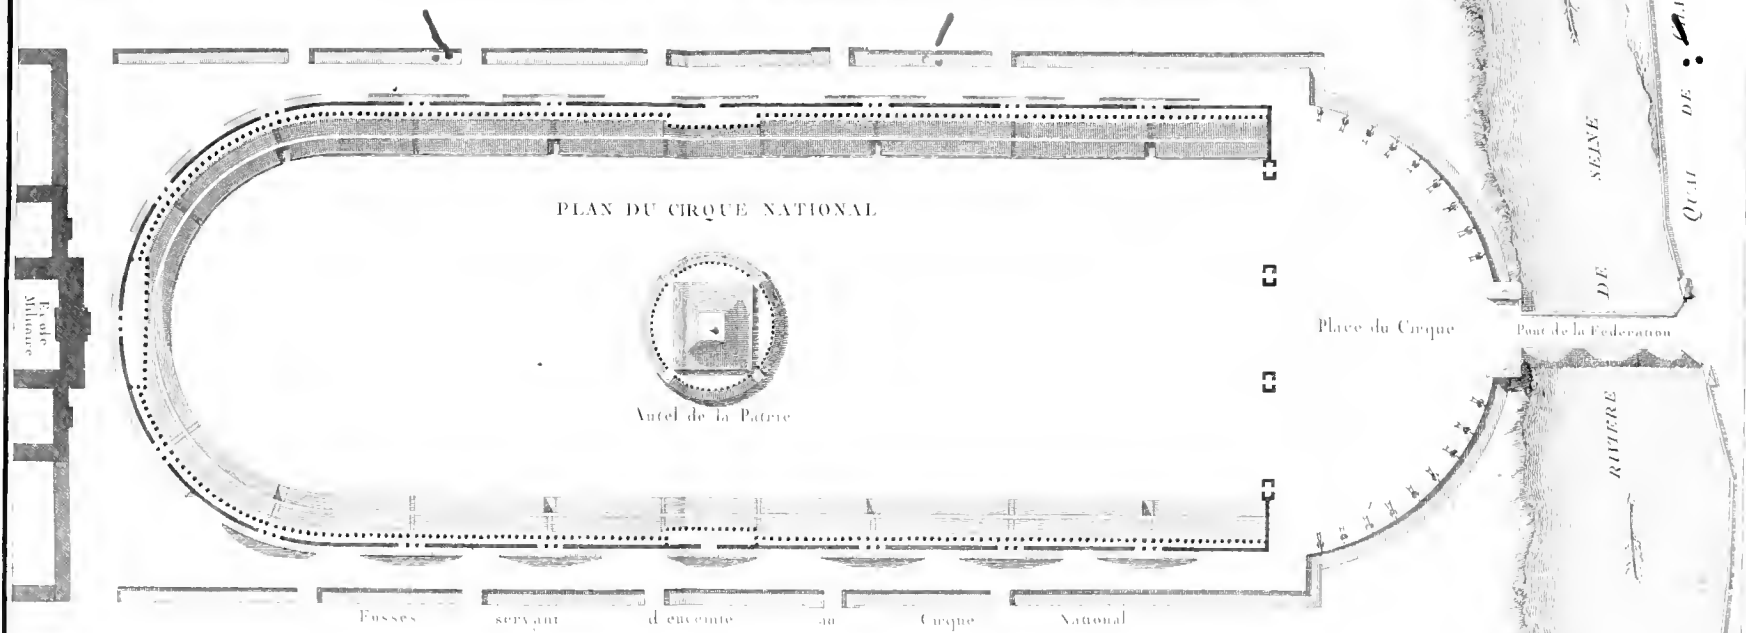 PLAN DU CIRQUE NATIONAL
Ecole
Militaire
Autel de la Patrie
Place du Cirque
Pont de la Fédération
RIVIERE DE SEINE
QUAI DE
Fossés servant d'enceinte au Cirque National